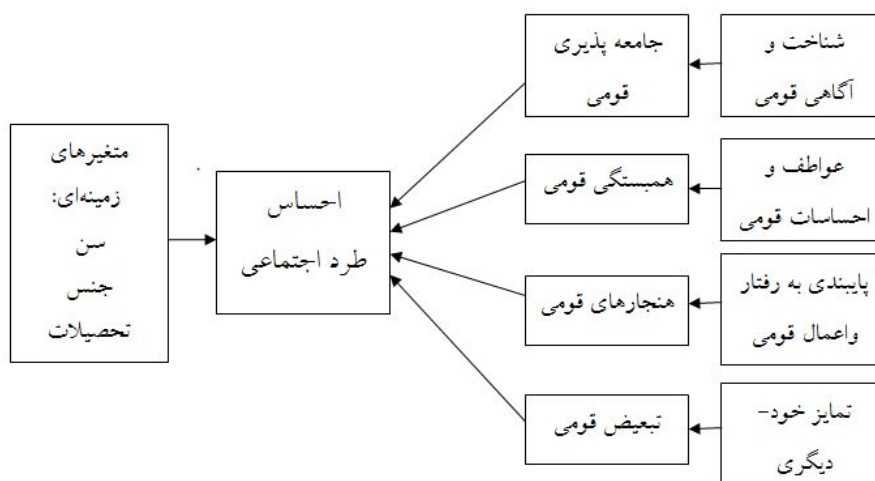 شناخت و
آگاهی قومی
جامعه پذیری
قومی
عواطف و
احساسات قومی
همبستگی قومی
پایبندی به رفتار
واعمال قومی
هنجارهای قومی
تمایز خود-
دیگری
تبعیض قومی
احساس
طرد اجتماعی
متغیرهای
زمینه‌ای:
سن
جنس
تحصیلات